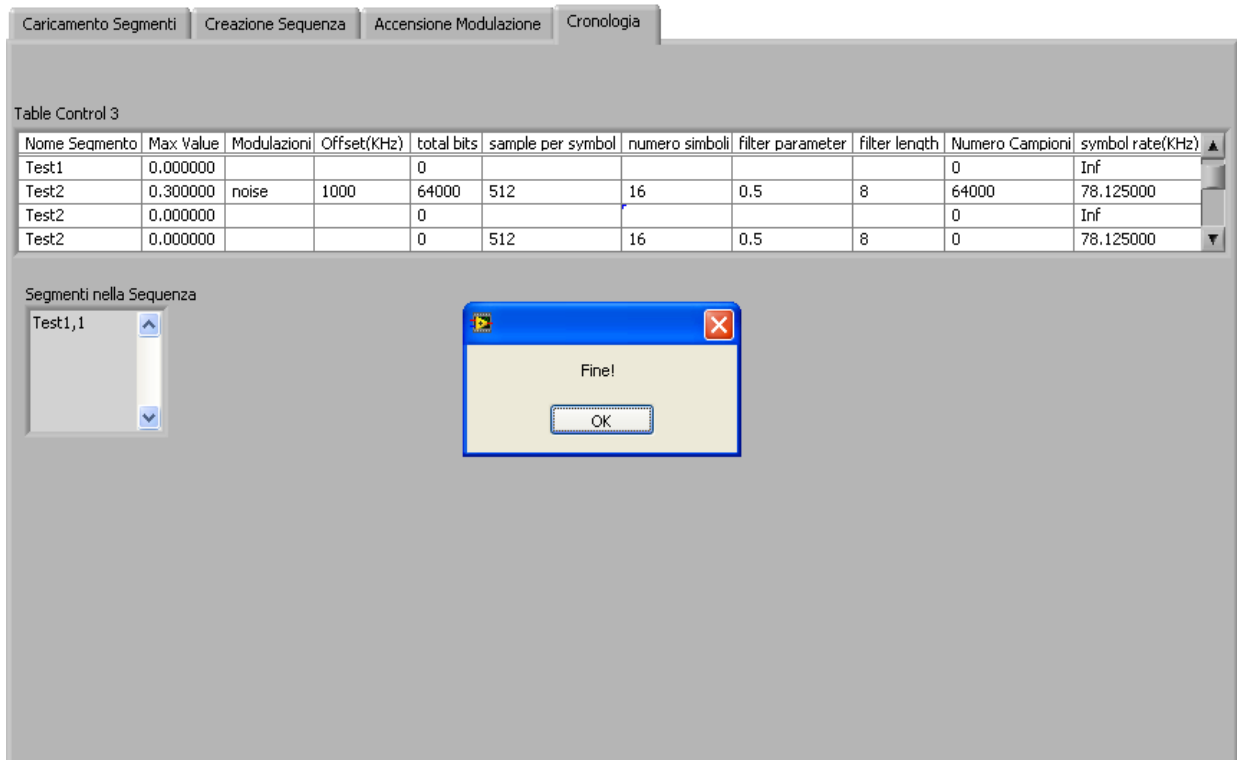 Caricamento Segmenti Creazione Sequenza Accensione Modulazione Cronologia
Table Control 3
Nome Segmento Max Value Modulazioni Offset(KHz) total bits sample per symbol numero simboli filter parameter filter length Numero Campioni symbol rate(KHz)
Test1 0.000000 0 0 Inf
Test2 0.300000 noise 1000 64000 512 16 0.5 8 64000 78.125000
Test2 0.000000 0 0 Inf
Test2 0.000000 0 512 16 0.5 8 0 78.125000
Segmenti nella Sequenza
Test1,1
Fine!
OK